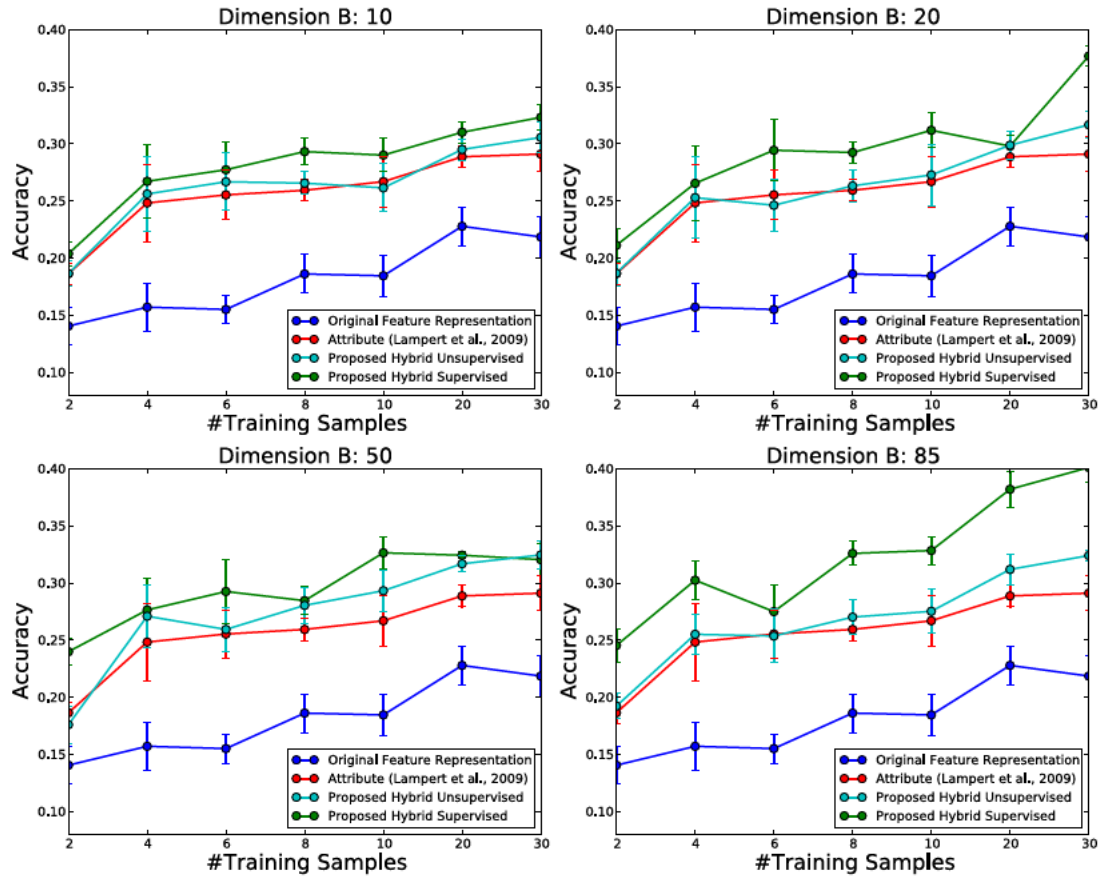 Dimension B: 10
0.40
0.35
0.30
0.25
0.20
0.15
0.10
Accuracy
Original Feature Representation
Attribute (Lampert et al., 2009)
Proposed Hybrid Unsupervised
Proposed Hybrid Supervised
2 4 6 8 10 20 30
#Training Samples
Dimension B: 20
0.40
0.35
0.30
0.25
0.20
0.15
0.10
Accuracy
Original Feature Representation
Attribute (Lampert et al., 2009)
Proposed Hybrid Unsupervised
Proposed Hybrid Supervised
2 4 6 8 10 20 30
#Training Samples
Dimension B: 50
0.40
0.35
0.30
0.25
0.20
0.15
0.10
Accuracy
Original Feature Representation
Attribute (Lampert et al., 2009)
Proposed Hybrid Unsupervised
Proposed Hybrid Supervised
2 4 6 8 10 20 30
#Training Samples
Dimension B: 85
0.40
0.35
0.30
0.25
0.20
0.15
0.10
Accuracy
Original Feature Representation
Attribute (Lampert et al., 2009)
Proposed Hybrid Unsupervised
Proposed Hybrid Supervised
2 4 6 8 10 20 30
#Training Samples